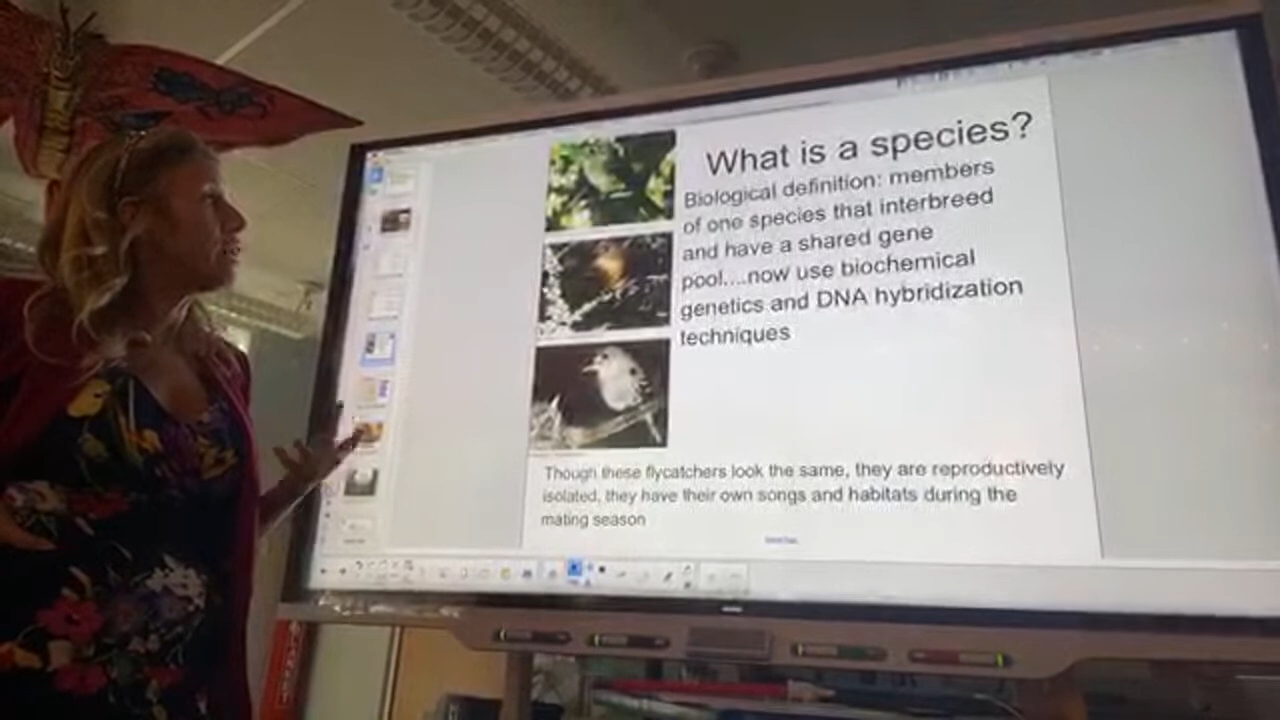 What is a species?
Biological definition: members
of one species that interbreed
and have a shared gene
pool....now use biochemical
genetics and DNA hybridization
techniques
Though these flycatchers look the same, they are reproductively
isolated, they have their own songs and habitats during the
mating season